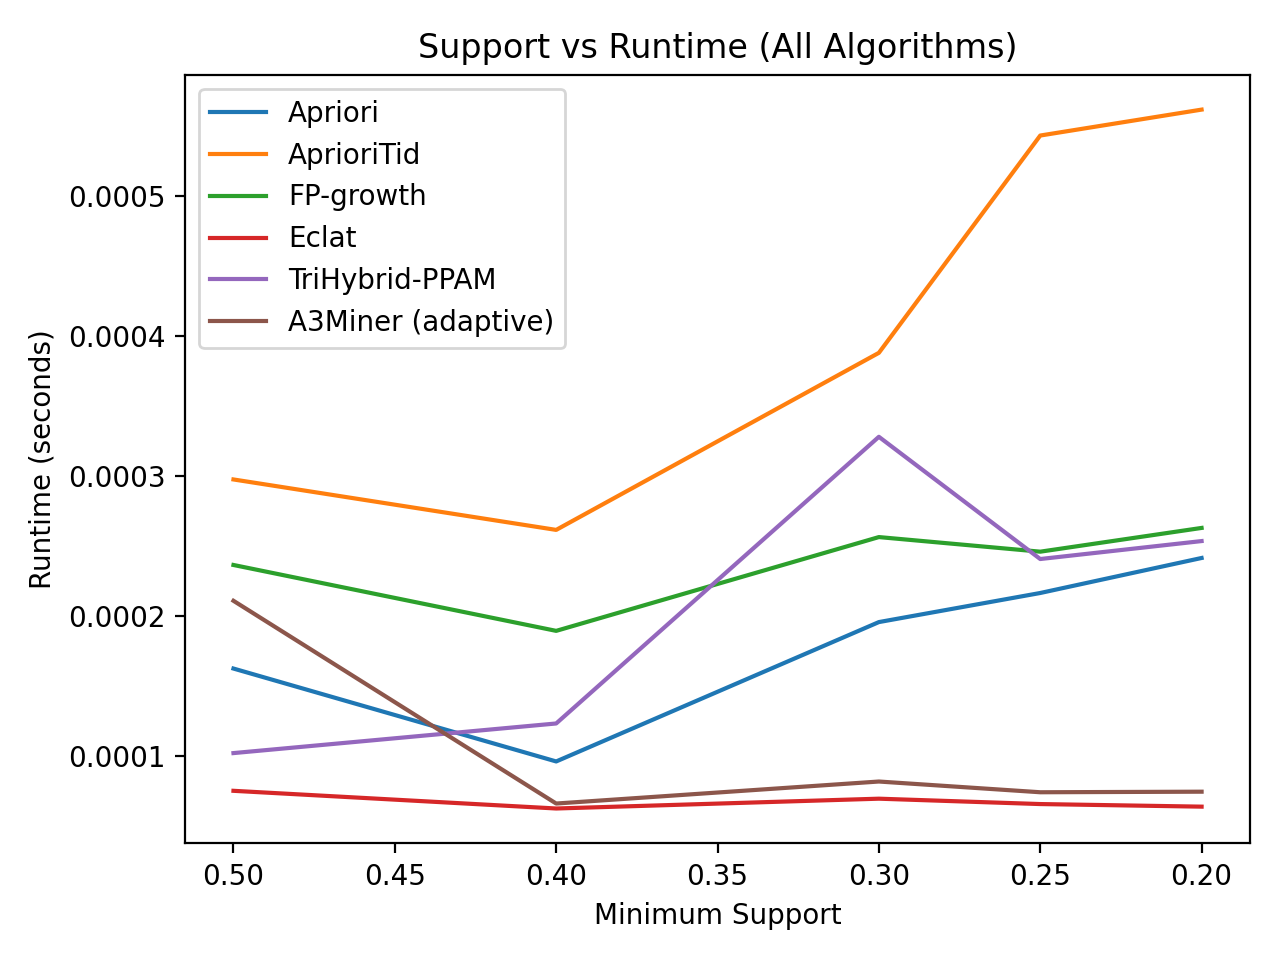 Support vs Runtime (All Algorithms)
Apriori
AprioriTid
FP-growth
Eclat
TriHybrid-PPAM
A3Miner (adaptive)
Runtime (seconds)
0.0005
0.0004
0.0003
0.0002
0.0001
0.50 0.45 0.40 0.35 0.30 0.25 0.20
Minimum Support